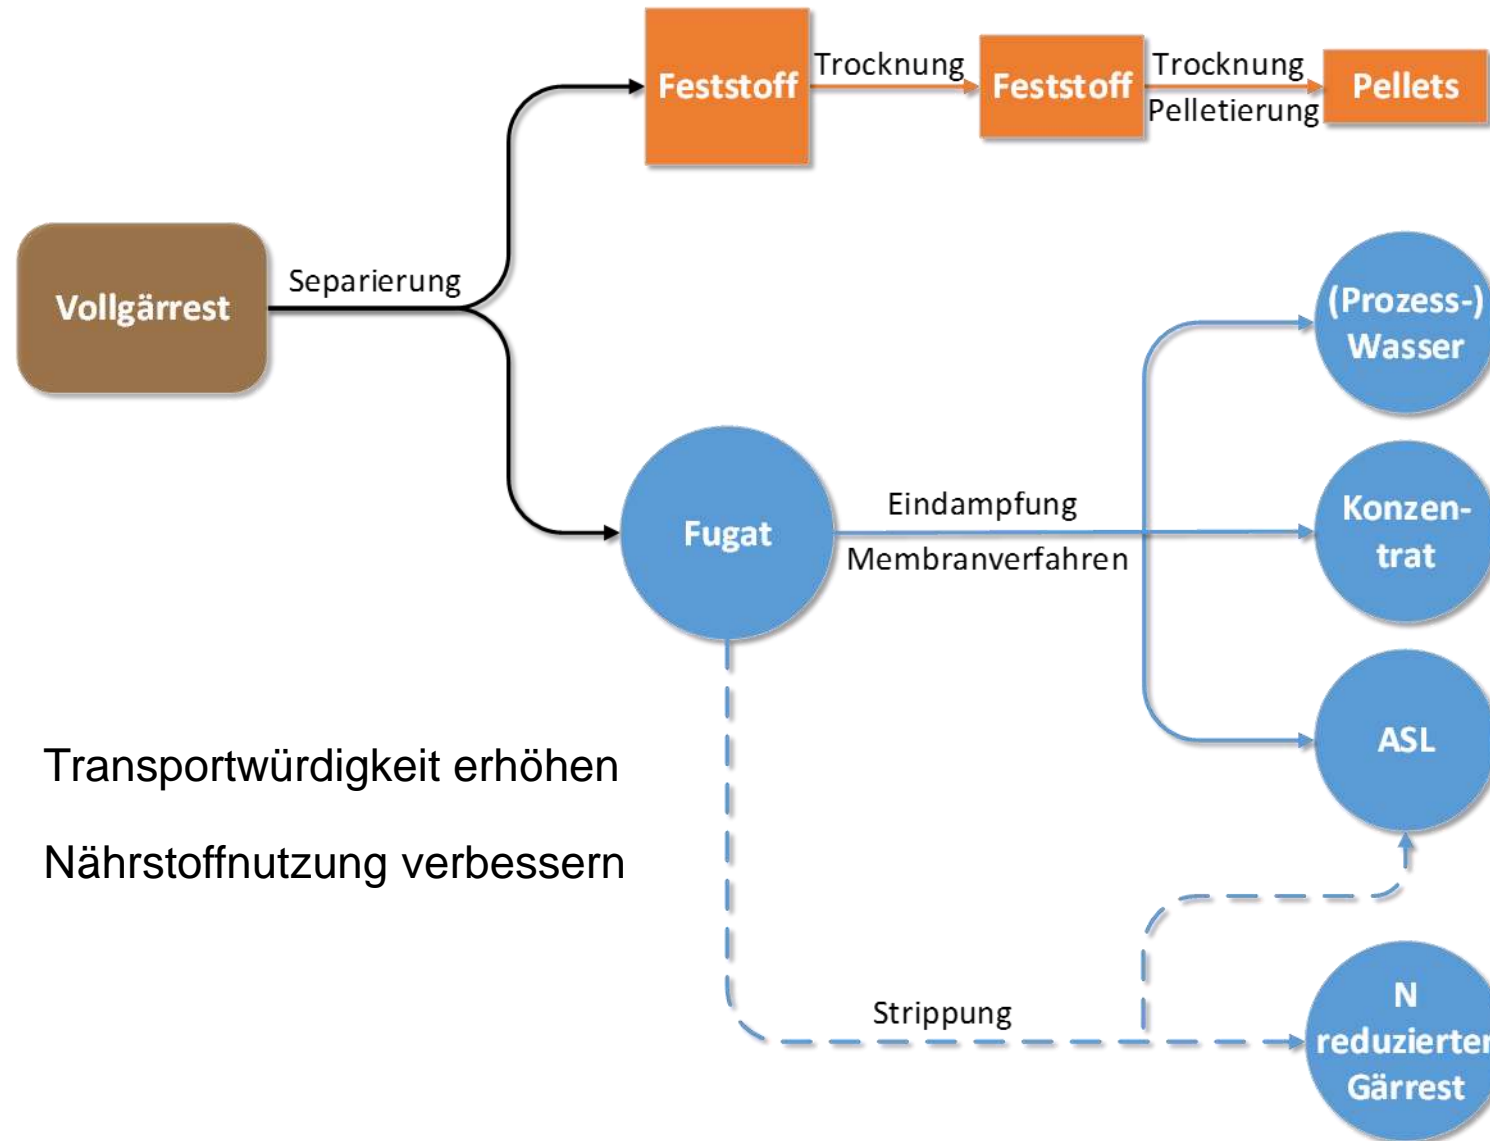 Feststoff
Trocknung
Feststoff
Trocknung
Pelletierung
Pellets
Vollgärrest
Separierung
(Prozess-)
Wasser
Fugat
Eindampfung
Membranverfahren
Konzen-
trat
ASL
Transportwürdigkeit erhöhen
Nährstoffnutzung verbessern
Strippung
N
reduzierter
Gärrest